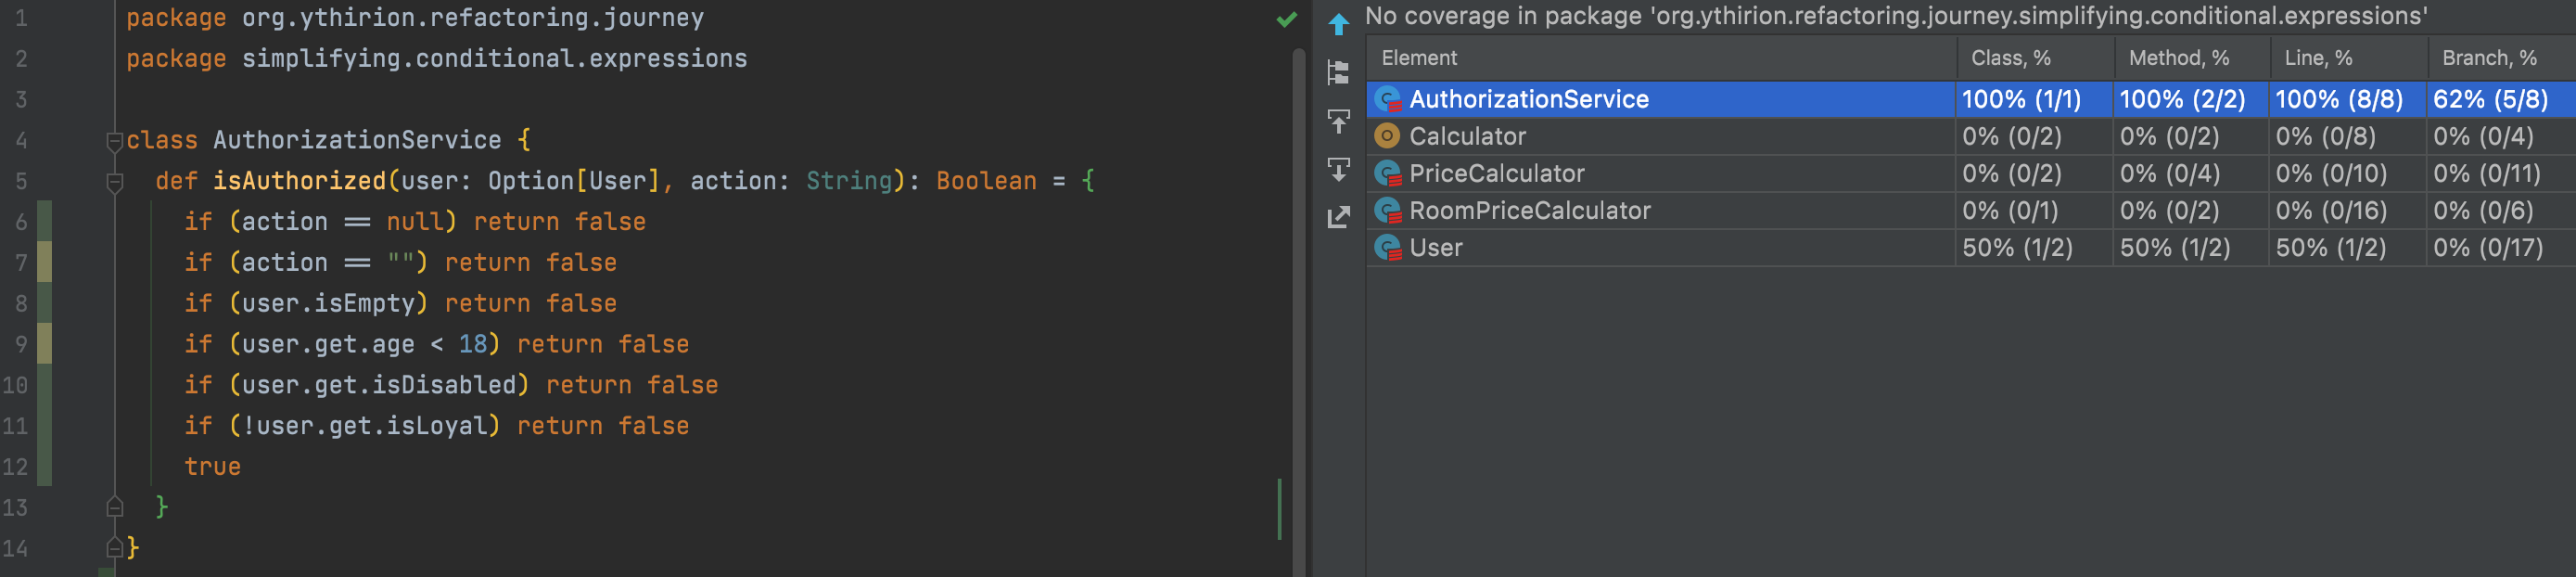 1 package org.ythirion.refactoring.journey
2 package simplifying.conditional.expressions
3
4 class AuthorizationService {
5 def isAuthorized(user: Option[User], action: String): Boolean = {
6 if (action == null) return false
7 if (action == "") return false
8 if (user.isEmpty) return false
9 if (user.get.age < 18) return false
10 if (user.get.isDisabled) return false
11 if (!user.get.isLoyal) return false
12 true
13 }
14 }
No coverage in package 'org.ythirion.refactoring.journey.simplifying.conditional.expressions'
Element Class, % Method, % Line, % Branch, %
AuthorizationService 100% (1/1) 100% (2/2) 100% (8/8) 62% (5/8)
Calculator 0% (0/2) 0% (0/2) 0% (0/8) 0% (0/4)
PriceCalculator 0% (0/2) 0% (0/4) 0% (0/10) 0% (0/11)
RoomPriceCalculator 0% (0/1) 0% (0/2) 0% (0/16) 0% (0/6)
User 50% (1/2) 50% (1/2) 50% (1/2) 0% (0/17)